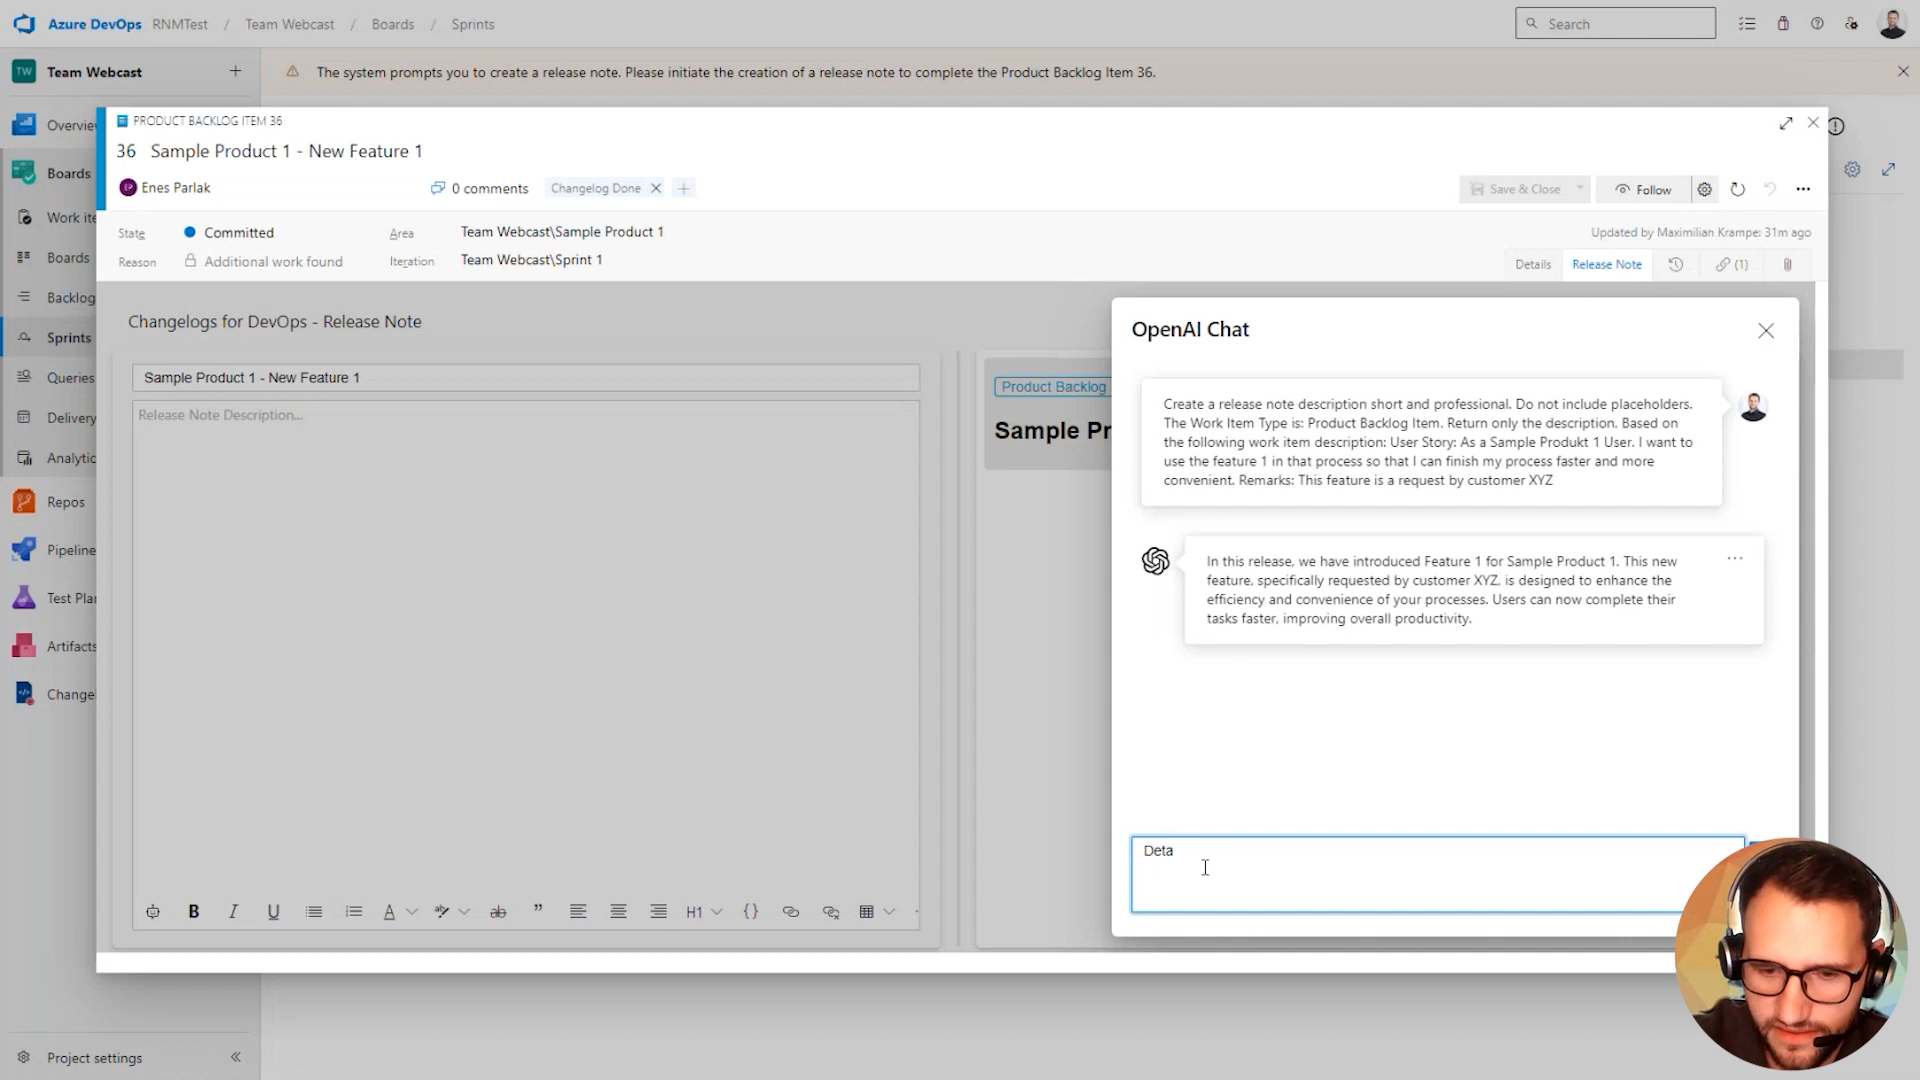 Azure DevOps RNMTest / Team Webcast / Boards / Sprints
Search
TW Team Webcast
The system prompts you to create a release note. Please initiate the creation of a release note to complete the Product Backlog Item 36.
Overvie
Boards
Work ite
Boards
Backlog
Sprints
Queries
Delivery
Analytic
Repos
Pipeline
Test Plan
Artifacts
Change
Project settings
PRODUCT BACKLOG ITEM 36
36 Sample Product 1 - New Feature 1
EP Enes Parlak
0 comments
Changelog Done
Save & Close
Follow
State
Committed
Area
Team Webcast\Sample Product 1
Updated by Maximilian Krampe: 31m ago
Reason
Additional work found
Iteration
Team Webcast\Sprint 1
Details
Release Note
(1)
Changelogs for DevOps - Release Note
Sample Product 1 - New Feature 1
Release Note Description...
B I U A ab ab " H1 {}
Product Backlog
Sample Pr
OpenAI Chat
Create a release note description short and professional. Do not include placeholders.
The Work Item Type is: Product Backlog Item. Return only the description. Based on
the following work item description: User Story: As a Sample Produkt 1 User. I want to
use the feature 1 in that process so that I can finish my process faster and more
convenient. Remarks: This feature is a request by customer XYZ
In this release, we have introduced Feature 1 for Sample Product 1. This new
feature, specifically requested by customer XYZ, is designed to enhance the
efficiency and convenience of your processes. Users can now complete their
tasks faster, improving overall productivity.
Deta